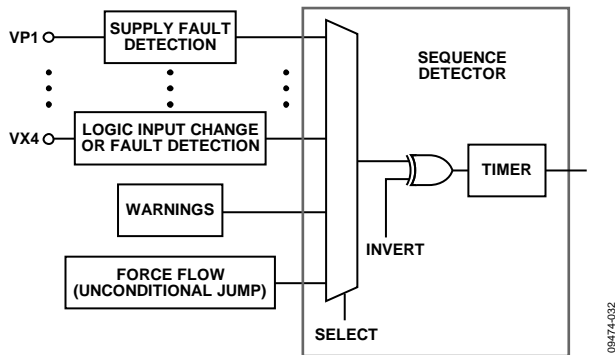 VP1
SUPPLY FAULT
DETECTION
SEQUENCE
DETECTOR
VX4
LOGIC INPUT CHANGE
OR FAULT DETECTION
TIMER
WARNINGS
INVERT
FORCE FLOW
(UNCONDITIONAL JUMP)
SELECT
09474-032